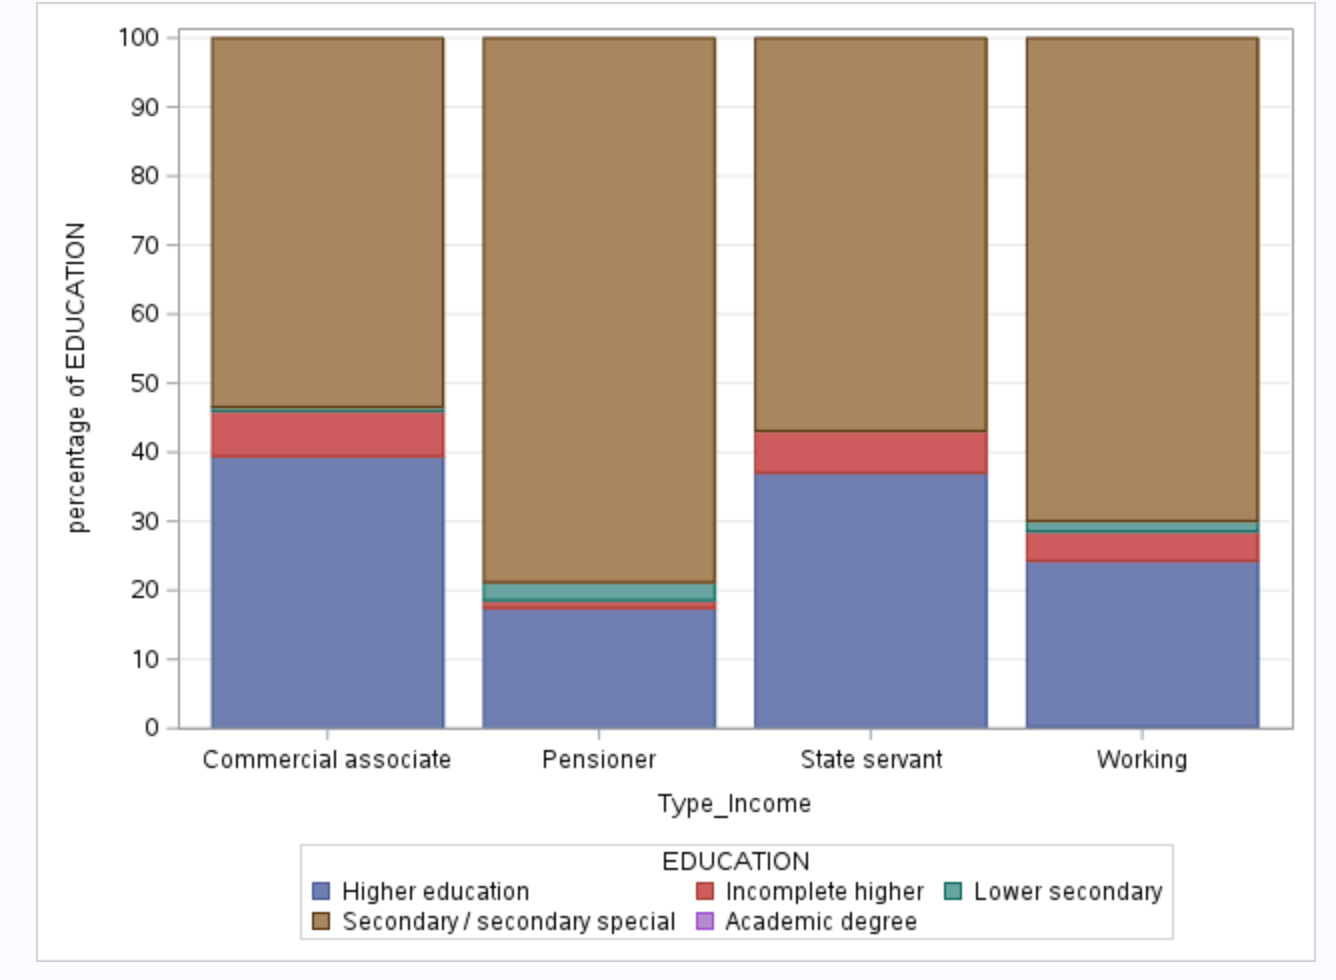 100
90
80
70
60
50
40
30
20
10
0
percentage of EDUCATION
Commercial associate Pensioner State servant Working
Type_Income
EDUCATION
Higher education Incomplete higher Lower secondary
Secondary / secondary special Academic degree